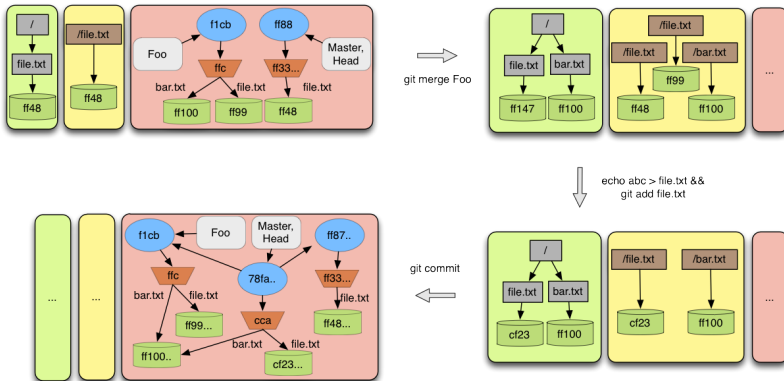 /
file.txt
ff48
/file.txt
ff48
Foo
f1cb
ff88
Master,
Head
ffc
ff33...
bar.txt
file.txt
file.txt
ff100
ff99
ff48
git merge Foo
/
file.txt
bar.txt
ff147
ff100
/file.txt
/file.txt
/bar.txt
ff99
ff48
ff100
...
echo abc > file.txt &&
git add file.txt
/
file.txt
bar.txt
cf23
ff100
/file.txt
/bar.txt
cf23
ff100
...
git commit
...
...
f1cb
Foo
Master,
Head
ff87..
ffc
78fa..
ff33...
bar.txt
file.txt
file.txt
ff99...
cca
ff48...
bar.txt
file.txt
ff100..
cf23...